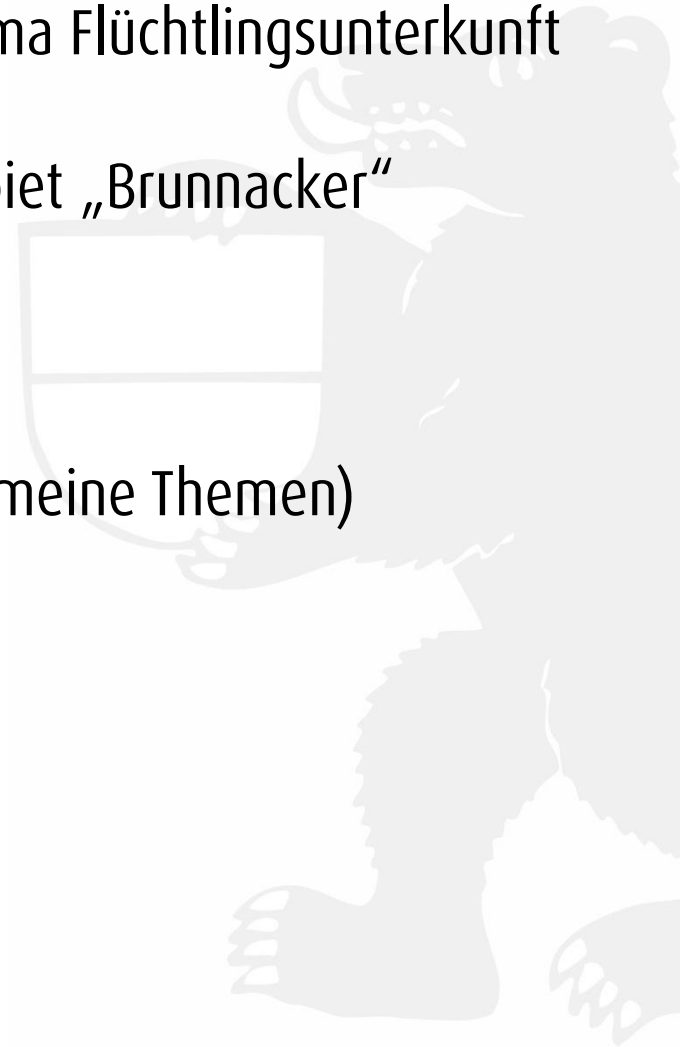 ma Flüchtlingsunterkunft
iet „Brunnacker“
meine Themen)